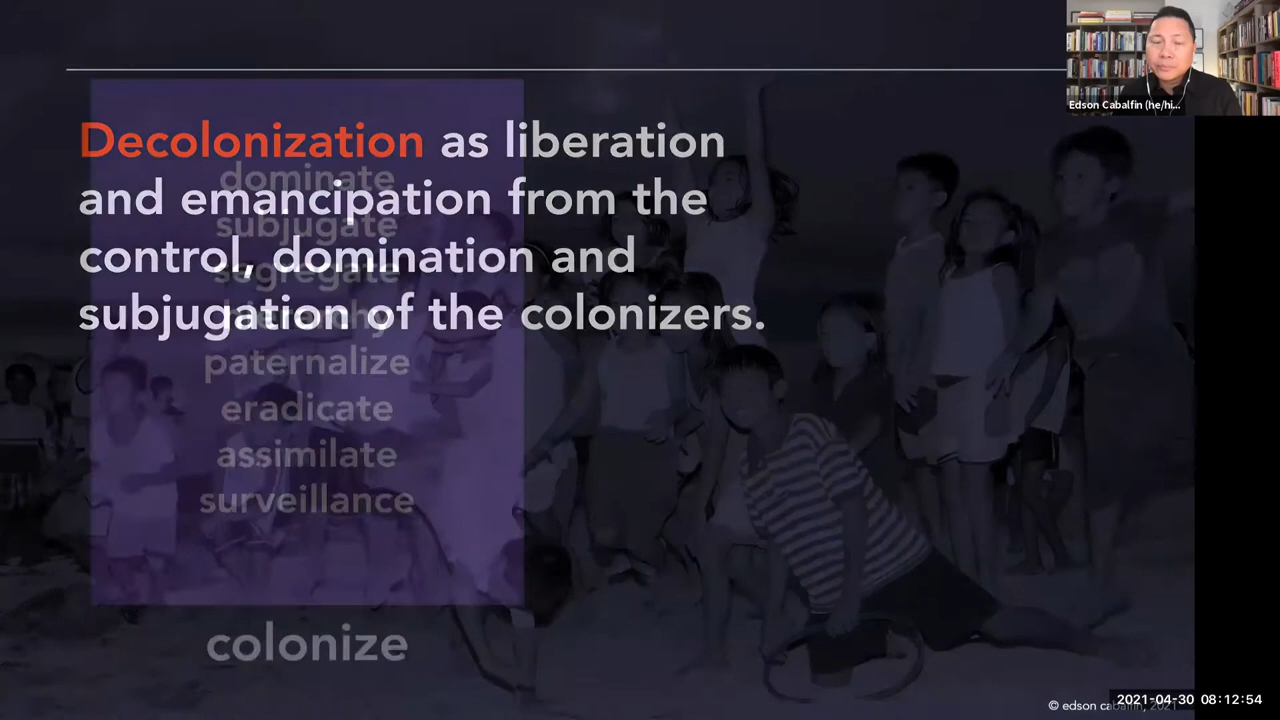 Edson Cabalfin (he/hi...
Decolonization as liberation
and emancipation from the
control, domination and
subjugation of the colonizers.
dominate
subjugate
segregate
hierarchy
paternalize
eradicate
assimilate
surveillance
colonize
© edson cabalfin, 2021
2021-04-30 08:12:54